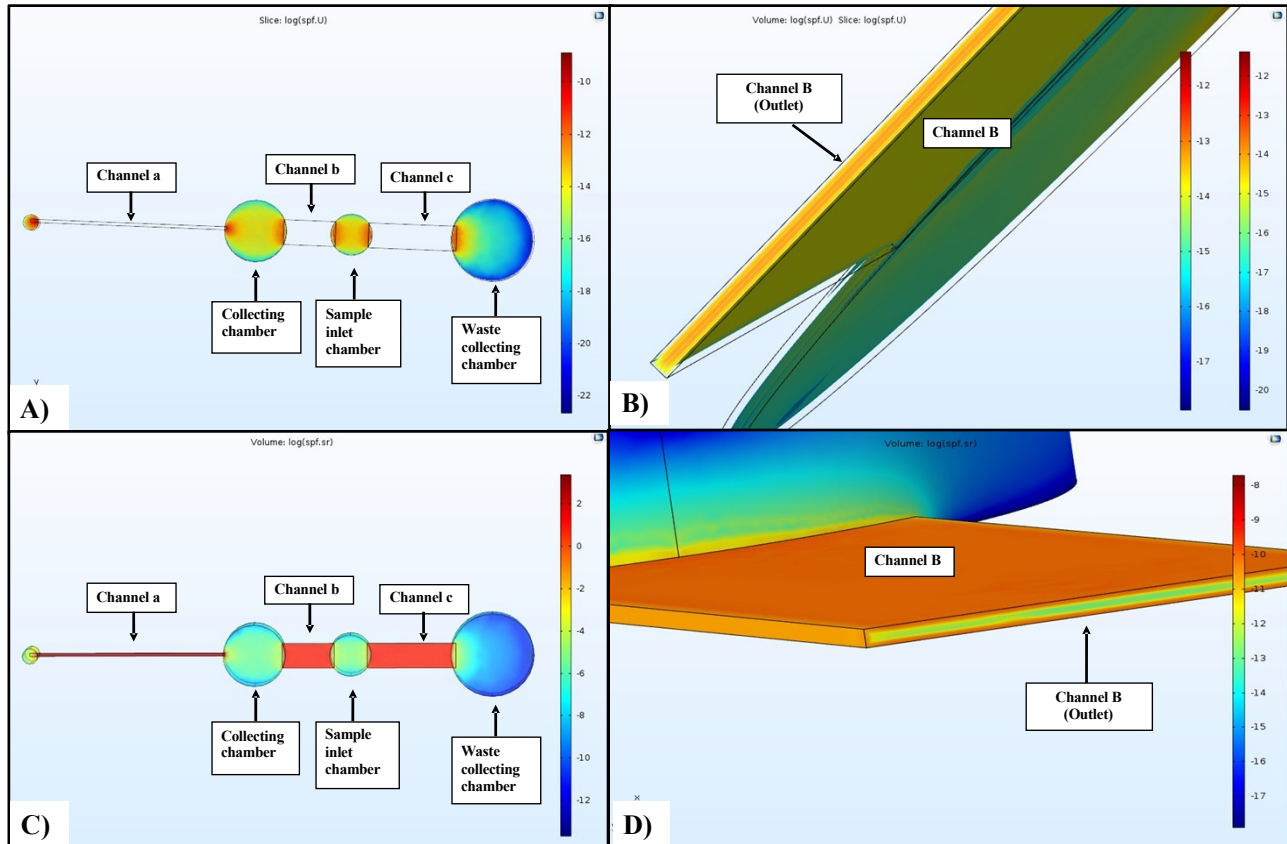 Slice: log(spf.U)
Channel a
Channel b
Channel c
Collecting
chamber
Sample
inlet
chamber
Waste
collecting
chamber
-10
-12
-14
-16
-18
-20
-22
A)
Volume: log(spf.U) Slice: log(spf.U)
Channel B
(Outlet)
Channel B
-12
-13
-14
-15
-16
-17
-12
-13
-14
-15
-16
-17
-18
-19
-20
B)
Volume: log(spf.sr)
Channel a
Channel b
Channel c
Collecting
chamber
Sample
inlet
chamber
Waste
collecting
chamber
2
0
-2
-4
-6
-8
-10
-12
C)
Volume: log(spf.sr)
Channel B
Channel B
(Outlet)
-8
-9
-10
-11
-12
-13
-14
-15
-16
-17
x
D)